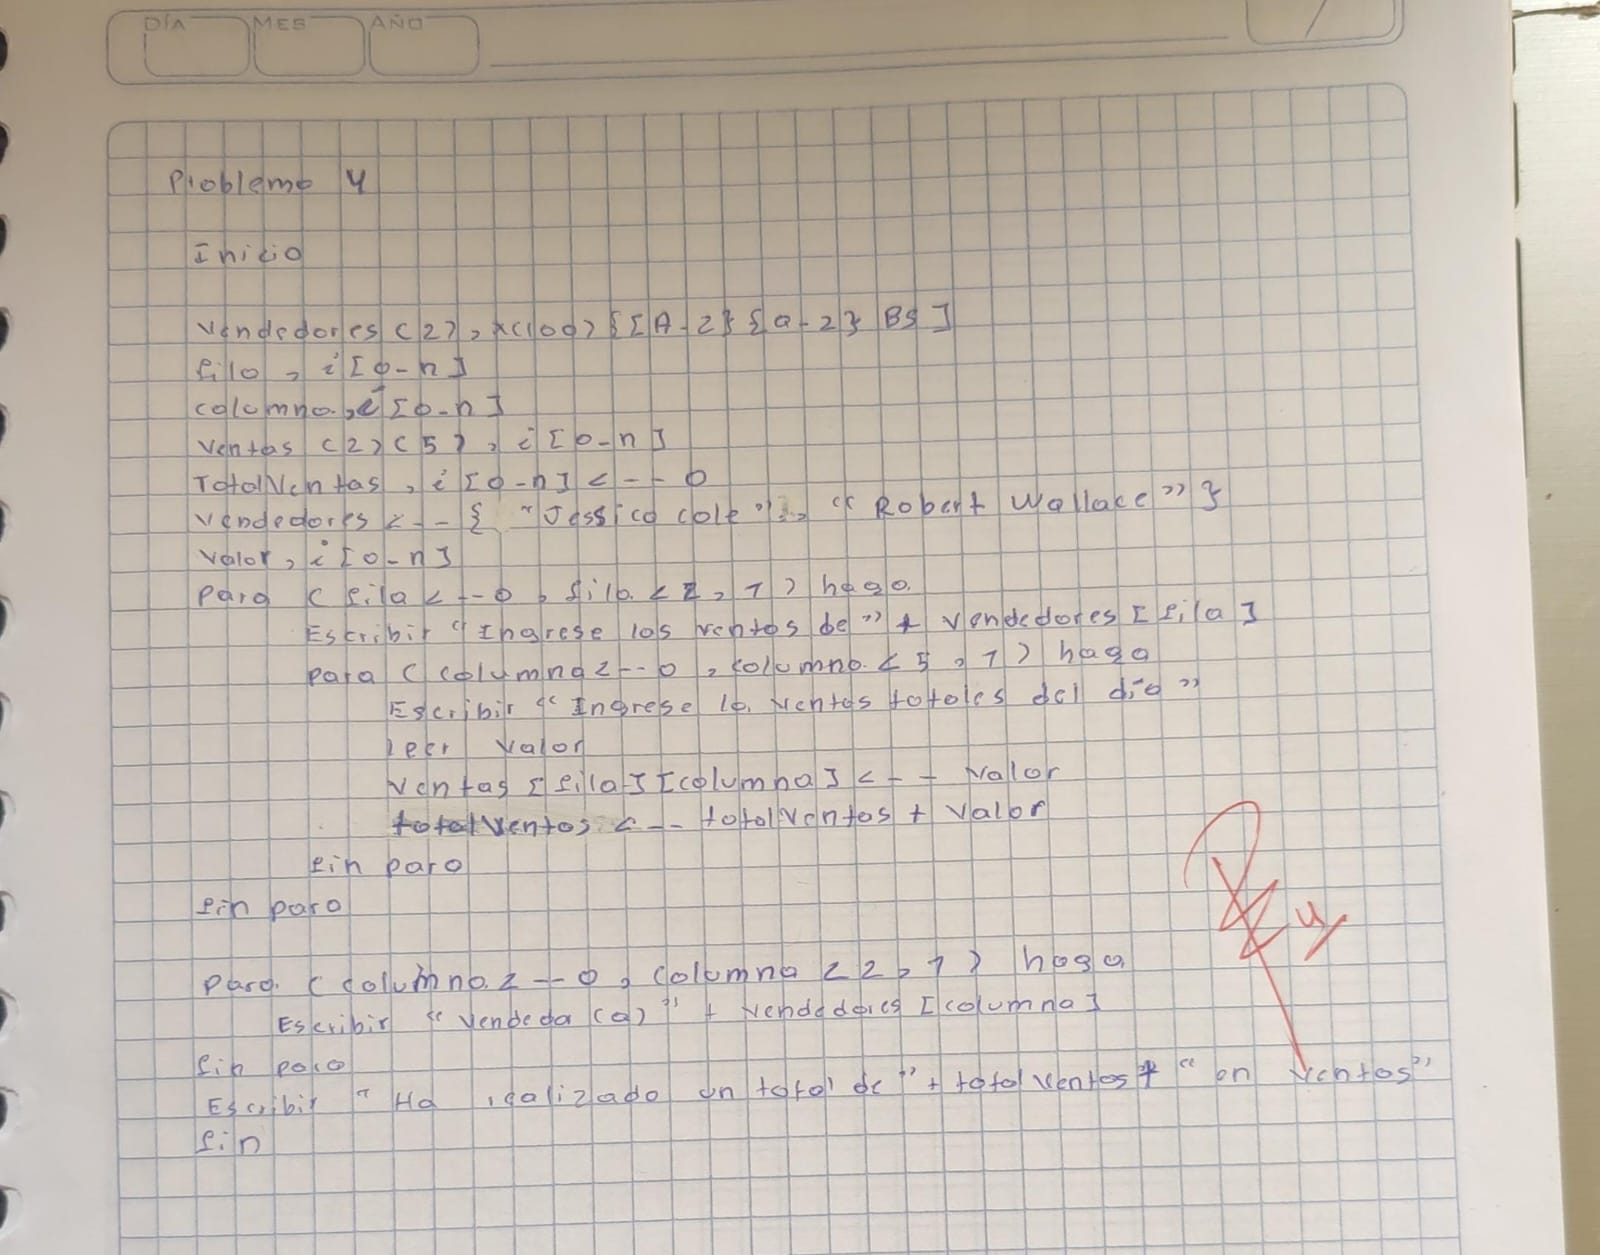 DÍA MES AÑO
Problema 4
Inicio
Vendedores (2), x(100) {[A-Z} {a-z} BS]
fila, i [0-n]
columna, i [0-n]
Ventas (2)(5), i [0-n]
TotalVentas, i [0-n] <-- 0
Vendedores <-- { "Jessica cole", "Robert Wallace" }
Valor, i [0-n]
Para (fila <-- 0, fila < 2, 1) haga
Escribir "Ingrese las ventas de" + Vendedores [fila]
para (columna <-- 0, columna < 5, 1) haga
Escribir "Ingrese la ventas totales del día"
leer Valor
Ventas [fila] [columna] <-- Valor
totalVentas <-- totalVentas + Valor
fin para
fin para
para (columna <-- 0, columna < 2, 1) haga
Escribir "Vendeda(a)" + Vendedores [columna]
fin para
Escribir "Ha realizado un total de" + totalVentas + "en Ventas"
fin